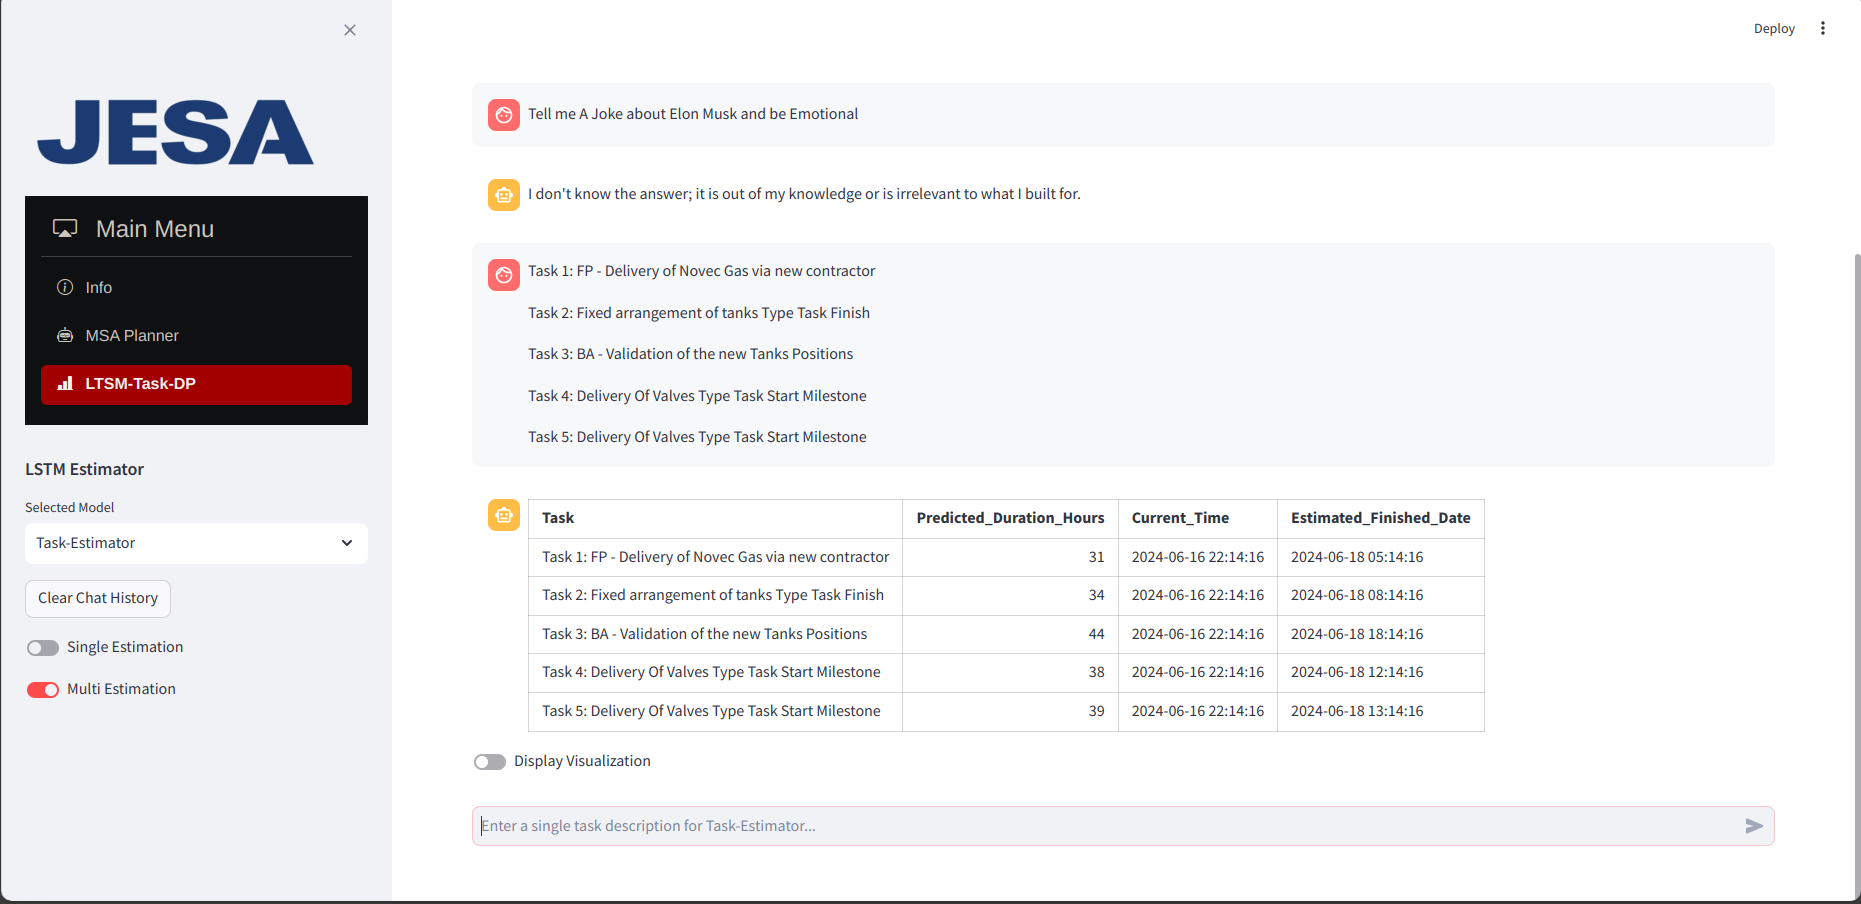 JESA
Main Menu
Info
MSA Planner
LTSM-Task-DP
LSTM Estimator
Selected Model
Task-Estimator
Clear Chat History
Single Estimation
Multi Estimation
Deploy
Tell me A Joke about Elon Musk and be Emotional
I don't know the answer; it is out of my knowledge or is irrelevant to what I built for.
Task 1: FP - Delivery of Novec Gas via new contractor
Task 2: Fixed arrangement of tanks Type Task Finish
Task 3: BA - Validation of the new Tanks Positions
Task 4: Delivery Of Valves Type Task Start Milestone
Task 5: Delivery Of Valves Type Task Start Milestone
Task Predicted_Duration_Hours Current_Time Estimated_Finished_Date
Task 1: FP - Delivery of Novec Gas via new contractor 31 2024-06-16 22:14:16 2024-06-18 05:14:16
Task 2: Fixed arrangement of tanks Type Task Finish 34 2024-06-16 22:14:16 2024-06-18 08:14:16
Task 3: BA - Validation of the new Tanks Positions 44 2024-06-16 22:14:16 2024-06-18 18:14:16
Task 4: Delivery Of Valves Type Task Start Milestone 38 2024-06-16 22:14:16 2024-06-18 12:14:16
Task 5: Delivery Of Valves Type Task Start Milestone 39 2024-06-16 22:14:16 2024-06-18 13:14:16
Display Visualization
Enter a single task description for Task-Estimator...